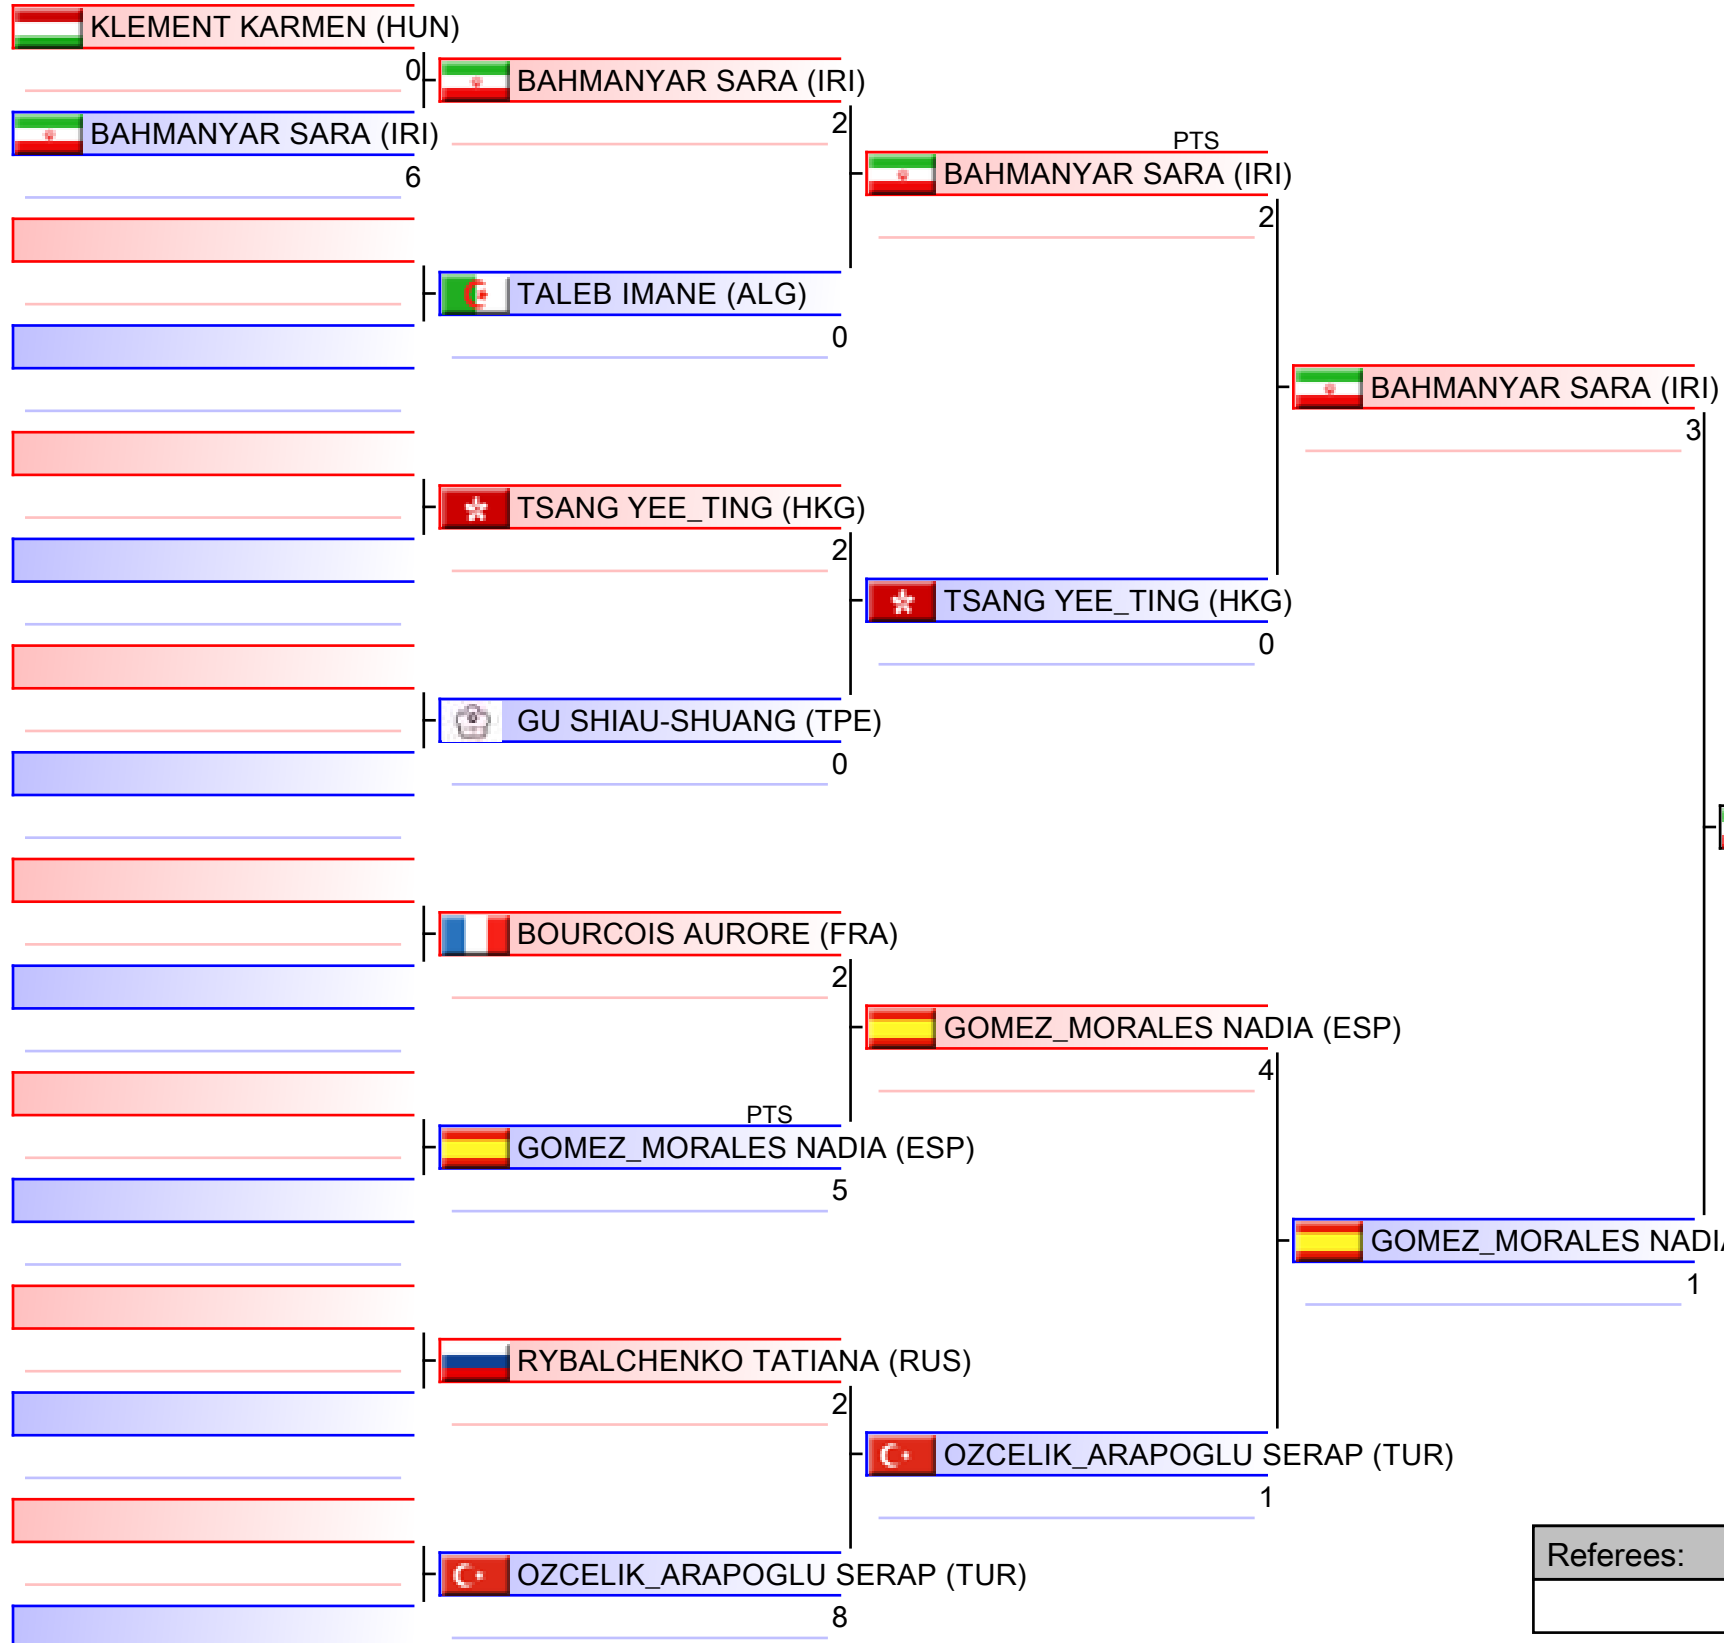 KLEMENT KARMEN (HUN)
0
BAHMANYAR SARA (IRI)
BAHMANYAR SARA (IRI)
2
6
PTS
BAHMANYAR SARA (IRI)
2
TALEB IMANE (ALG)
0
BAHMANYAR SARA (IRI)
3
TSANG YEE_TING (HKG)
2
TSANG YEE_TING (HKG)
0
GU SHIAU-SHUANG (TPE)
0
BOURCOIS AURORE (FRA)
2
GOMEZ_MORALES NADIA (ESP)
4
PTS
GOMEZ_MORALES NADIA (ESP)
5
GOMEZ_MORALES NADIA
1
RYBALCHENKO TATIANA (RUS)
2
OZCELIK_ARAPOGLU SERAP (TUR)
1
Referees:
OZCELIK_ARAPOGLU SERAP (TUR)
8